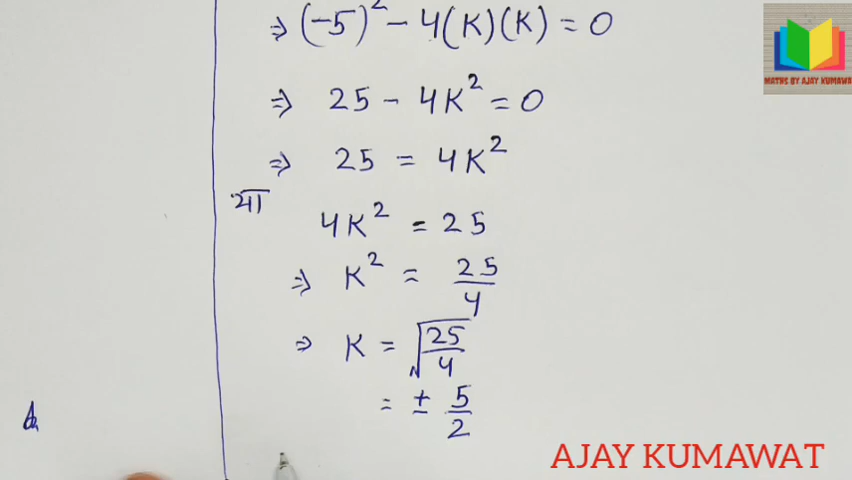 ⇒ (-5)² - 4(K)(K) = 0
⇒ 25 - 4K² = 0
⇒ 25 = 4K²
या
4K² = 25
⇒ K² = 25/4
⇒ K = √25/4
= ± 5/2
MATHS BY AJAY KUMAWA
AJAY KUMAWAT